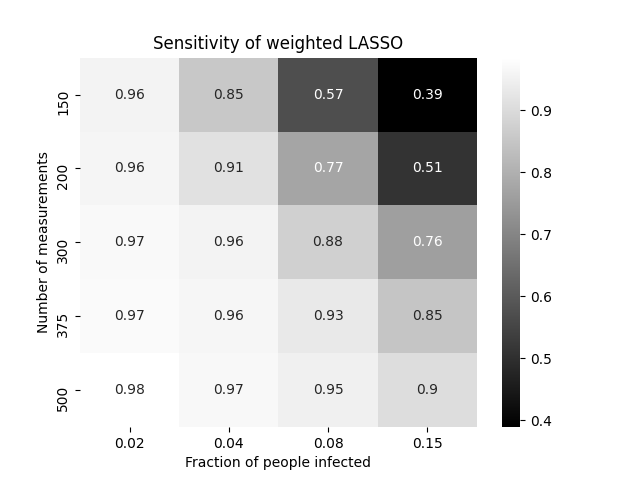 Sensitivity of weighted LASSO
Number of measurements
150 0.96 0.85 0.57 0.39
200 0.96 0.91 0.77 0.51
300 0.97 0.96 0.88 0.76
375 0.97 0.96 0.93 0.85
500 0.98 0.97 0.95 0.9
0.02 0.04 0.08 0.15
Fraction of people infected
0.9
0.8
0.7
0.6
0.5
0.4